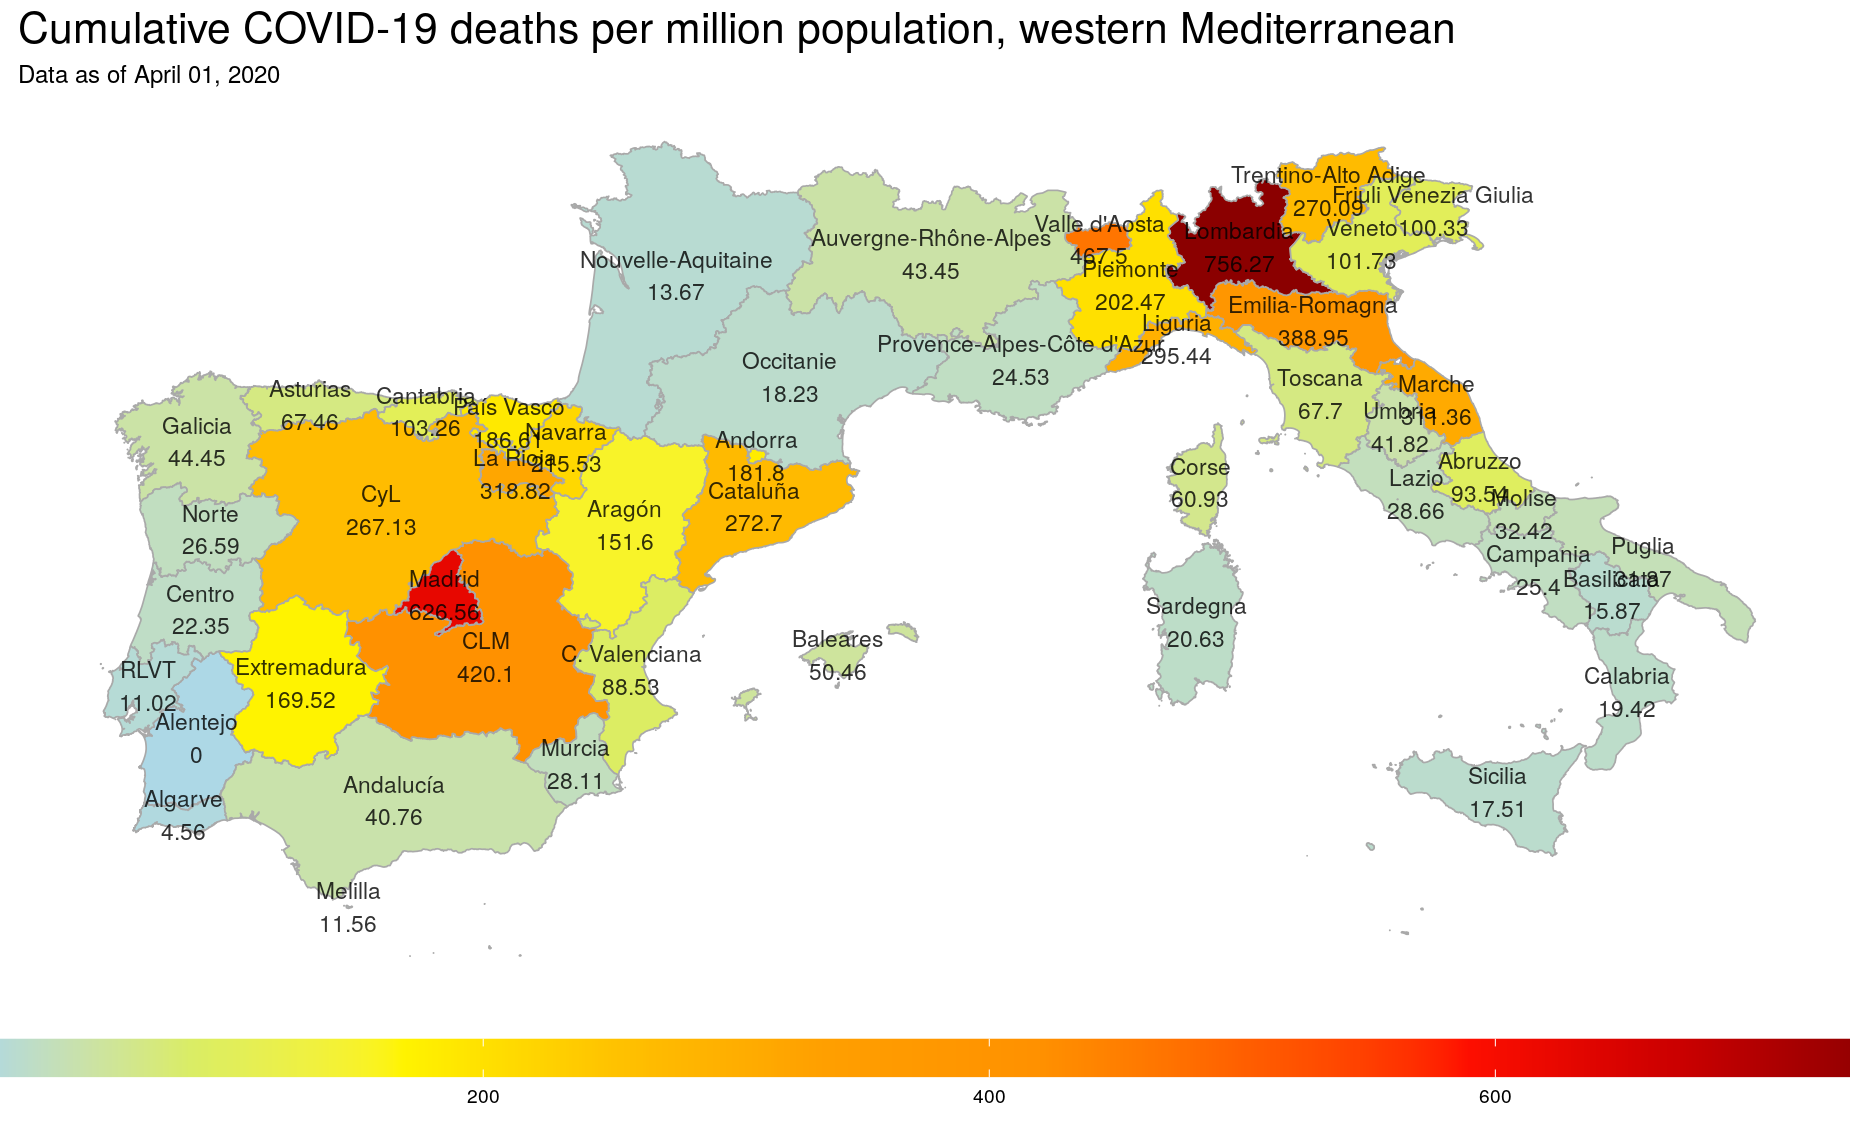 Cumulative COVID-19 deaths per million population, western Mediterranean
Data as of April 01, 2020
Trentino-Alto Adige
270.09
Friuli Venezia Giulia
100.33
Valle d'Aosta
467.5
Lombardia
756.27
Veneto
101.73
Auvergne-Rhône-Alpes
43.45
Nouvelle-Aquitaine
13.67
Piemonte
202.47
Emilia-Romagna
388.95
Liguria
295.44
Provence-Alpes-Côte d'Azur
24.53
Occitanie
18.23
Toscana
67.7
Marche
311.36
Umbria
41.82
Asturias
67.46
Cantabria
103.26
País Vasco
186.61
Navarra
215.53
Galicia
44.45
La Rioja
318.82
Andorra
181.8
Cataluña
272.7
Corse
60.93
Abruzzo
93.54
Lazio
28.66
Molise
32.42
CyL
267.13
Aragón
151.6
Norte
26.59
Puglia
31.87
Campania
25.4
Basilicata
15.87
Madrid
626.56
Centro
22.35
Sardegna
20.63
CLM
420.1
Baleares
50.46
C. Valenciana
88.53
RLVT
11.02
Extremadura
169.52
Calabria
19.42
Alentejo
0
Murcia
28.11
Sicilia
17.51
Andalucía
40.76
Algarve
4.56
Melilla
11.56
200
400
600